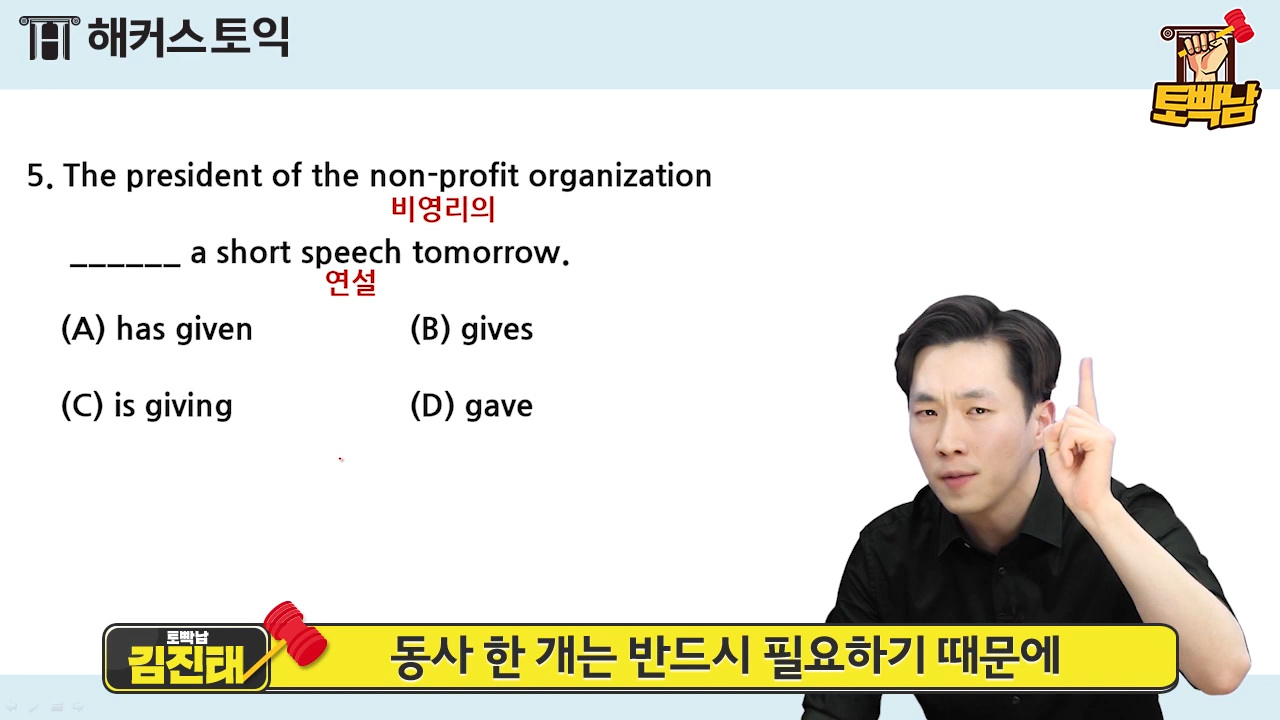 해커스토익
토빡남
5. The president of the non-profit organization
비영리의
______ a short speech tomorrow.
연설
(A) has given (B) gives
(C) is giving (D) gave
토빡남
김진태
동사 한 개는 반드시 필요하기 때문에